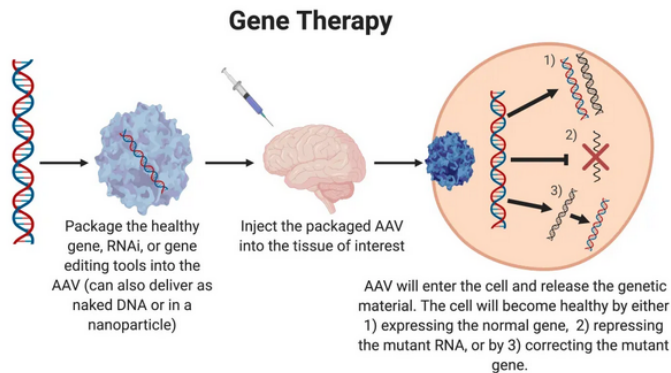 Gene Therapy
1)
2)
3)
Package the healthy
gene, RNAi, or gene
editing tools into the
AAV (can also deliver as
naked DNA or in a
nanoparticle)
Inject the packaged AAV
into the tissue of interest
AAV will enter the cell and release the genetic
material. The cell will become healthy by either
1) expressing the normal gene, 2) repressing
the mutant RNA, or by 3) correcting the mutant
gene.